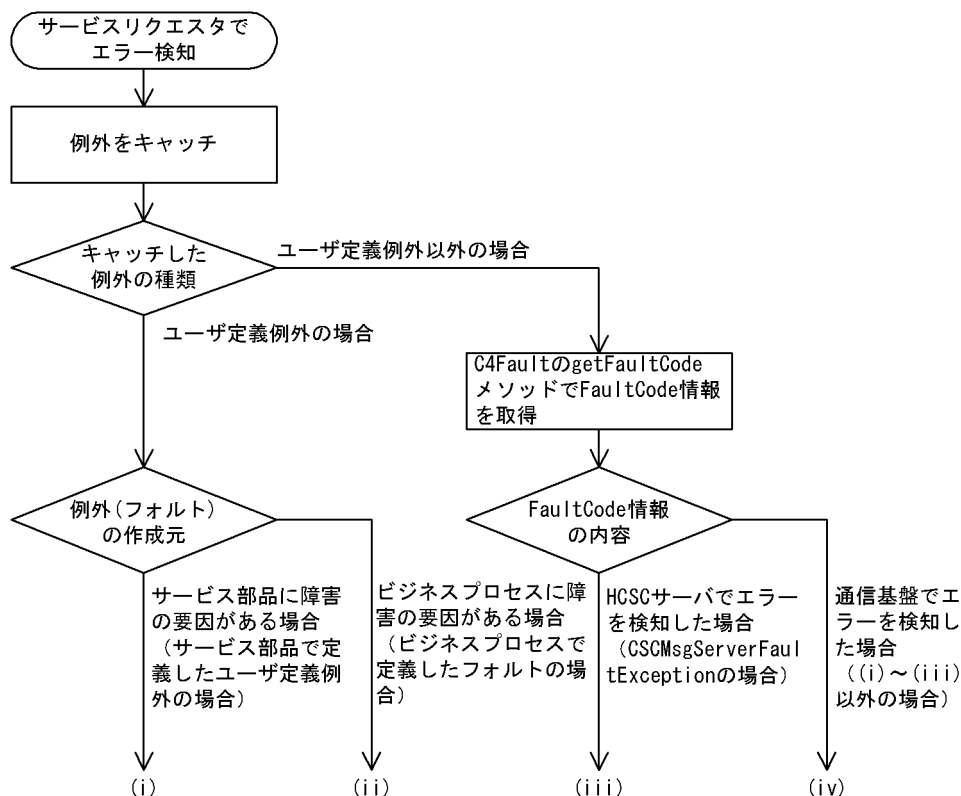 サービスリクエスタで
エラー検知
例外をキャッチ
キャッチした
例外の種類
ユーザ定義例外以外の場合
ユーザ定義例外の場合
C4FaultのgetFaultCode
メソッドでFaultCode情報
を取得
例外(フォルト)
の作成元
FaultCode情報
の内容
サービス部品に障害
の要因がある場合
(サービス部品で定
義したユーザ定義例
外の場合)
ビジネスプロセスに障
害の要因がある場合
(ビジネスプロセスで
定義したフォルトの場
合)
HCSCサーバでエラー
を検知した場合
(CSCMsgServerFau
ltExceptionの場合)
通信基盤でエ
ラーを検知し
た場合
((i)～(iii)
以外の場合)
(i)
(ii)
(iii)
(iv)